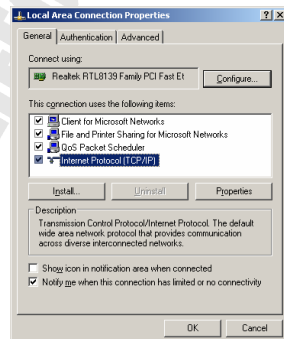 Local Area Connection Properties
General Authentication Advanced
Connect using:
Realtek RTL8139 Family PCI Fast Et Configure...
This connection uses the following items:
Client for Microsoft Networks
File and Printer Sharing for Microsoft Networks
QoS Packet Scheduler
Internet Protocol (TCP/IP)
Install... Uninstall Properties
Description
Transmission Control Protocol/Internet Protocol. The default
wide area network protocol that provides communication
across diverse interconnected networks.
Show icon in notification area when connected
Notify me when this connection has limited or no connectivity
OK Cancel